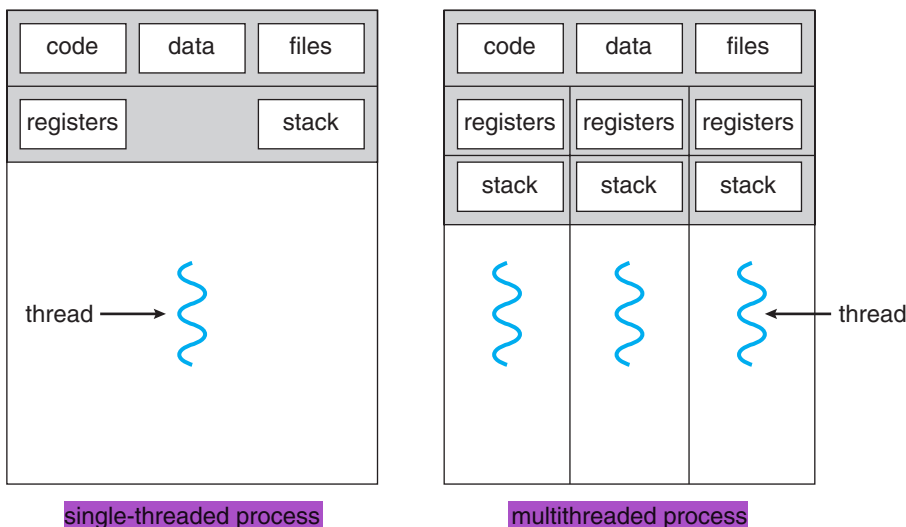 code data files
registers stack
thread
single-threaded process
code data files
registers registers registers
stack stack stack
thread
multithreaded process